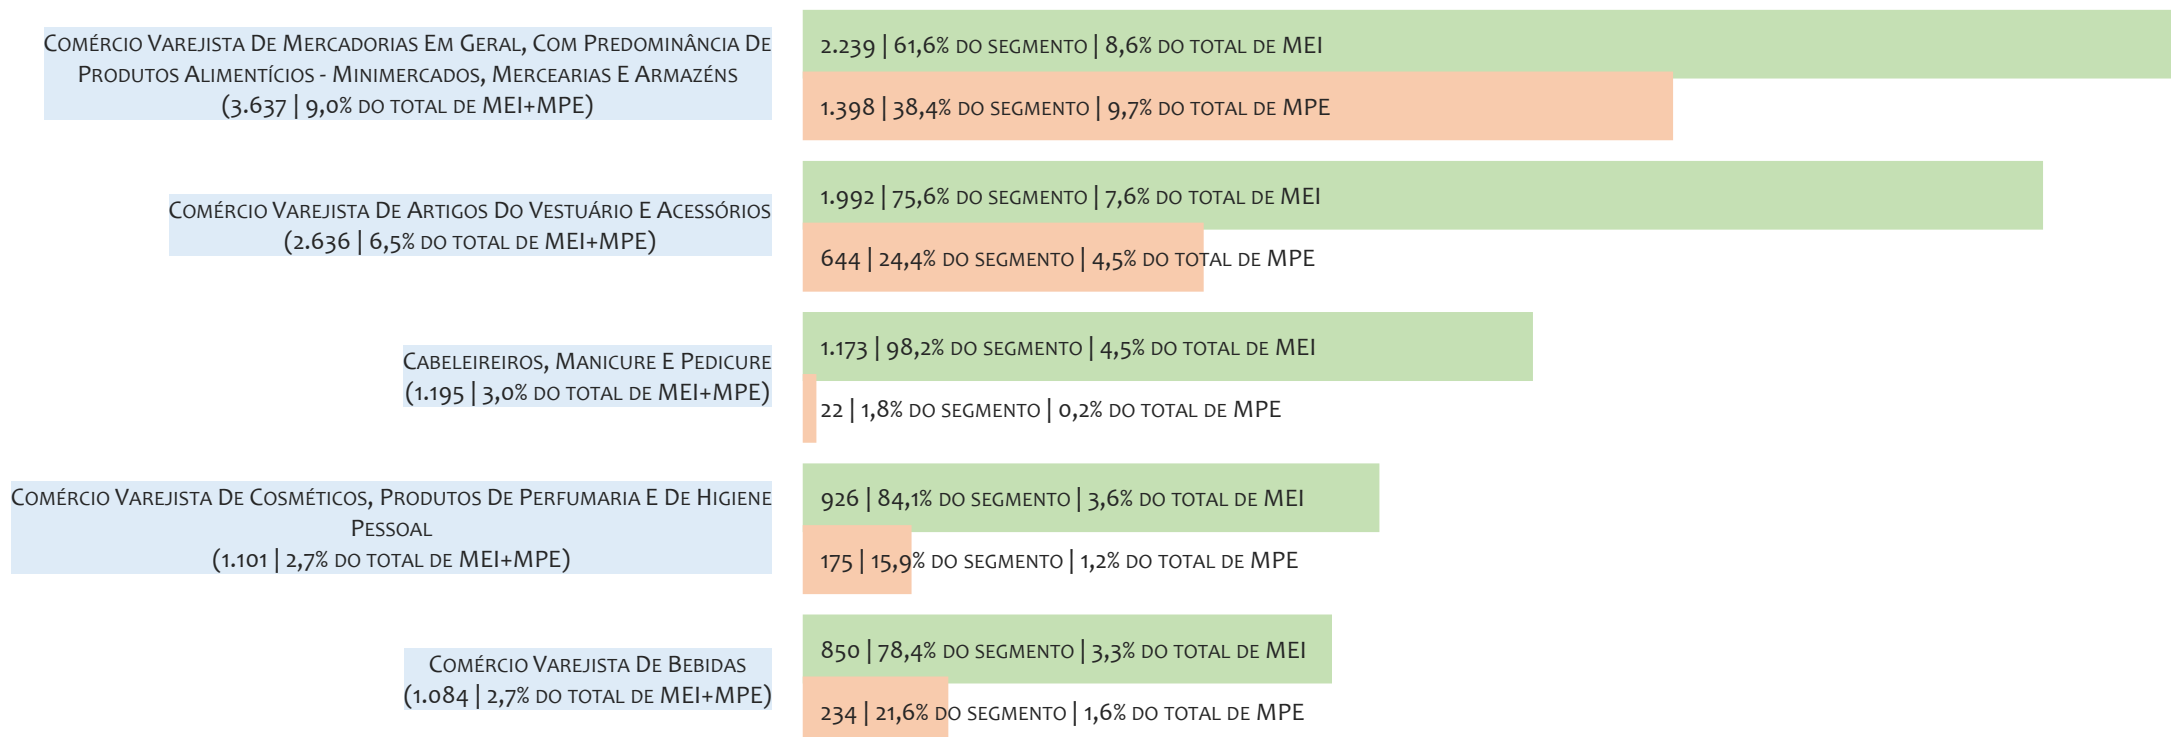 Comércio Varejista De Mercadorias Em Geral, Com Predominância De
Produtos Alimentícios - Minimercados, Mercearias E Armazéns
(3.637 | 9,0% do total de MEI+MPE)
2.239 | 61,6% do segmento | 8,6% do total de MEI
1.398 | 38,4% do segmento | 9,7% do total de MPE
Comércio Varejista De Artigos Do Vestuário E Acessórios
(2.636 | 6,5% do total de MEI+MPE)
1.992 | 75,6% do segmento | 7,6% do total de MEI
644 | 24,4% do segmento | 4,5% do total de MPE
Cabeleireiros, Manicure E Pedicure
(1.195 | 3,0% do total de MEI+MPE)
1.173 | 98,2% do segmento | 4,5% do total de MEI
22 | 1,8% do segmento | 0,2% do total de MPE
Comércio Varejista De Cosméticos, Produtos De Perfumaria E De Higiene
Pessoal
(1.101 | 2,7% do total de MEI+MPE)
926 | 84,1% do segmento | 3,6% do total de MEI
175 | 15,9% do segmento | 1,2% do total de MPE
Comércio Varejista De Bebidas
(1.084 | 2,7% do total de MEI+MPE)
850 | 78,4% do segmento | 3,3% do total de MEI
234 | 21,6% do segmento | 1,6% do total de MPE